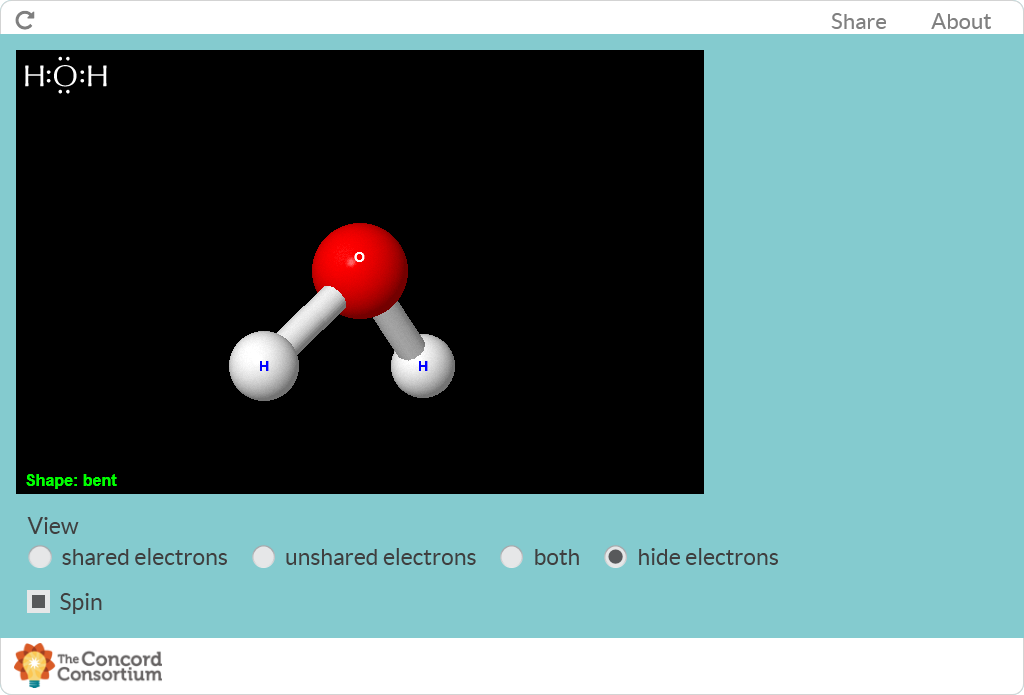 Share About
H:Ö:H
O
H H
Shape: bent
View
shared electrons unshared electrons both hide electrons
Spin
The Concord
Consortium